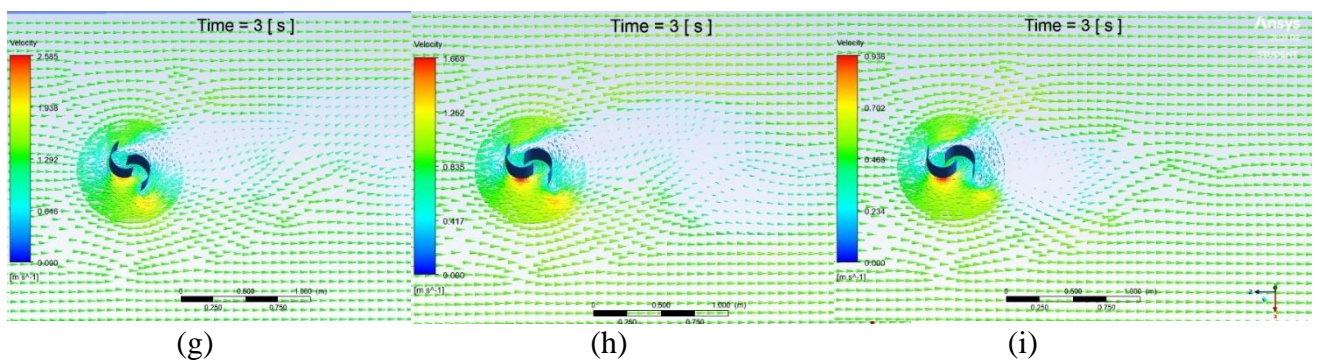 Time = 3 [ s ]
Velocity
2.585
1.938
1.292
0.646
0.000
[m s^-1]
0 0.500 1.000 (m)
0.250 0.750
(g)
Time = 3 [ s ]
Velocity
1.669
1.252
0.835
0.417
0.000
[m s^-1]
0 0.500 1.000 (m)
0.250 0.750
(h)
Time = 3 [ s ]
Ansys
Velocity
0.936
0.702
0.468
0.234
0.000
[m s^-1]
0 0.500 1.000 (m)
0.250 0.750
Z
(i)